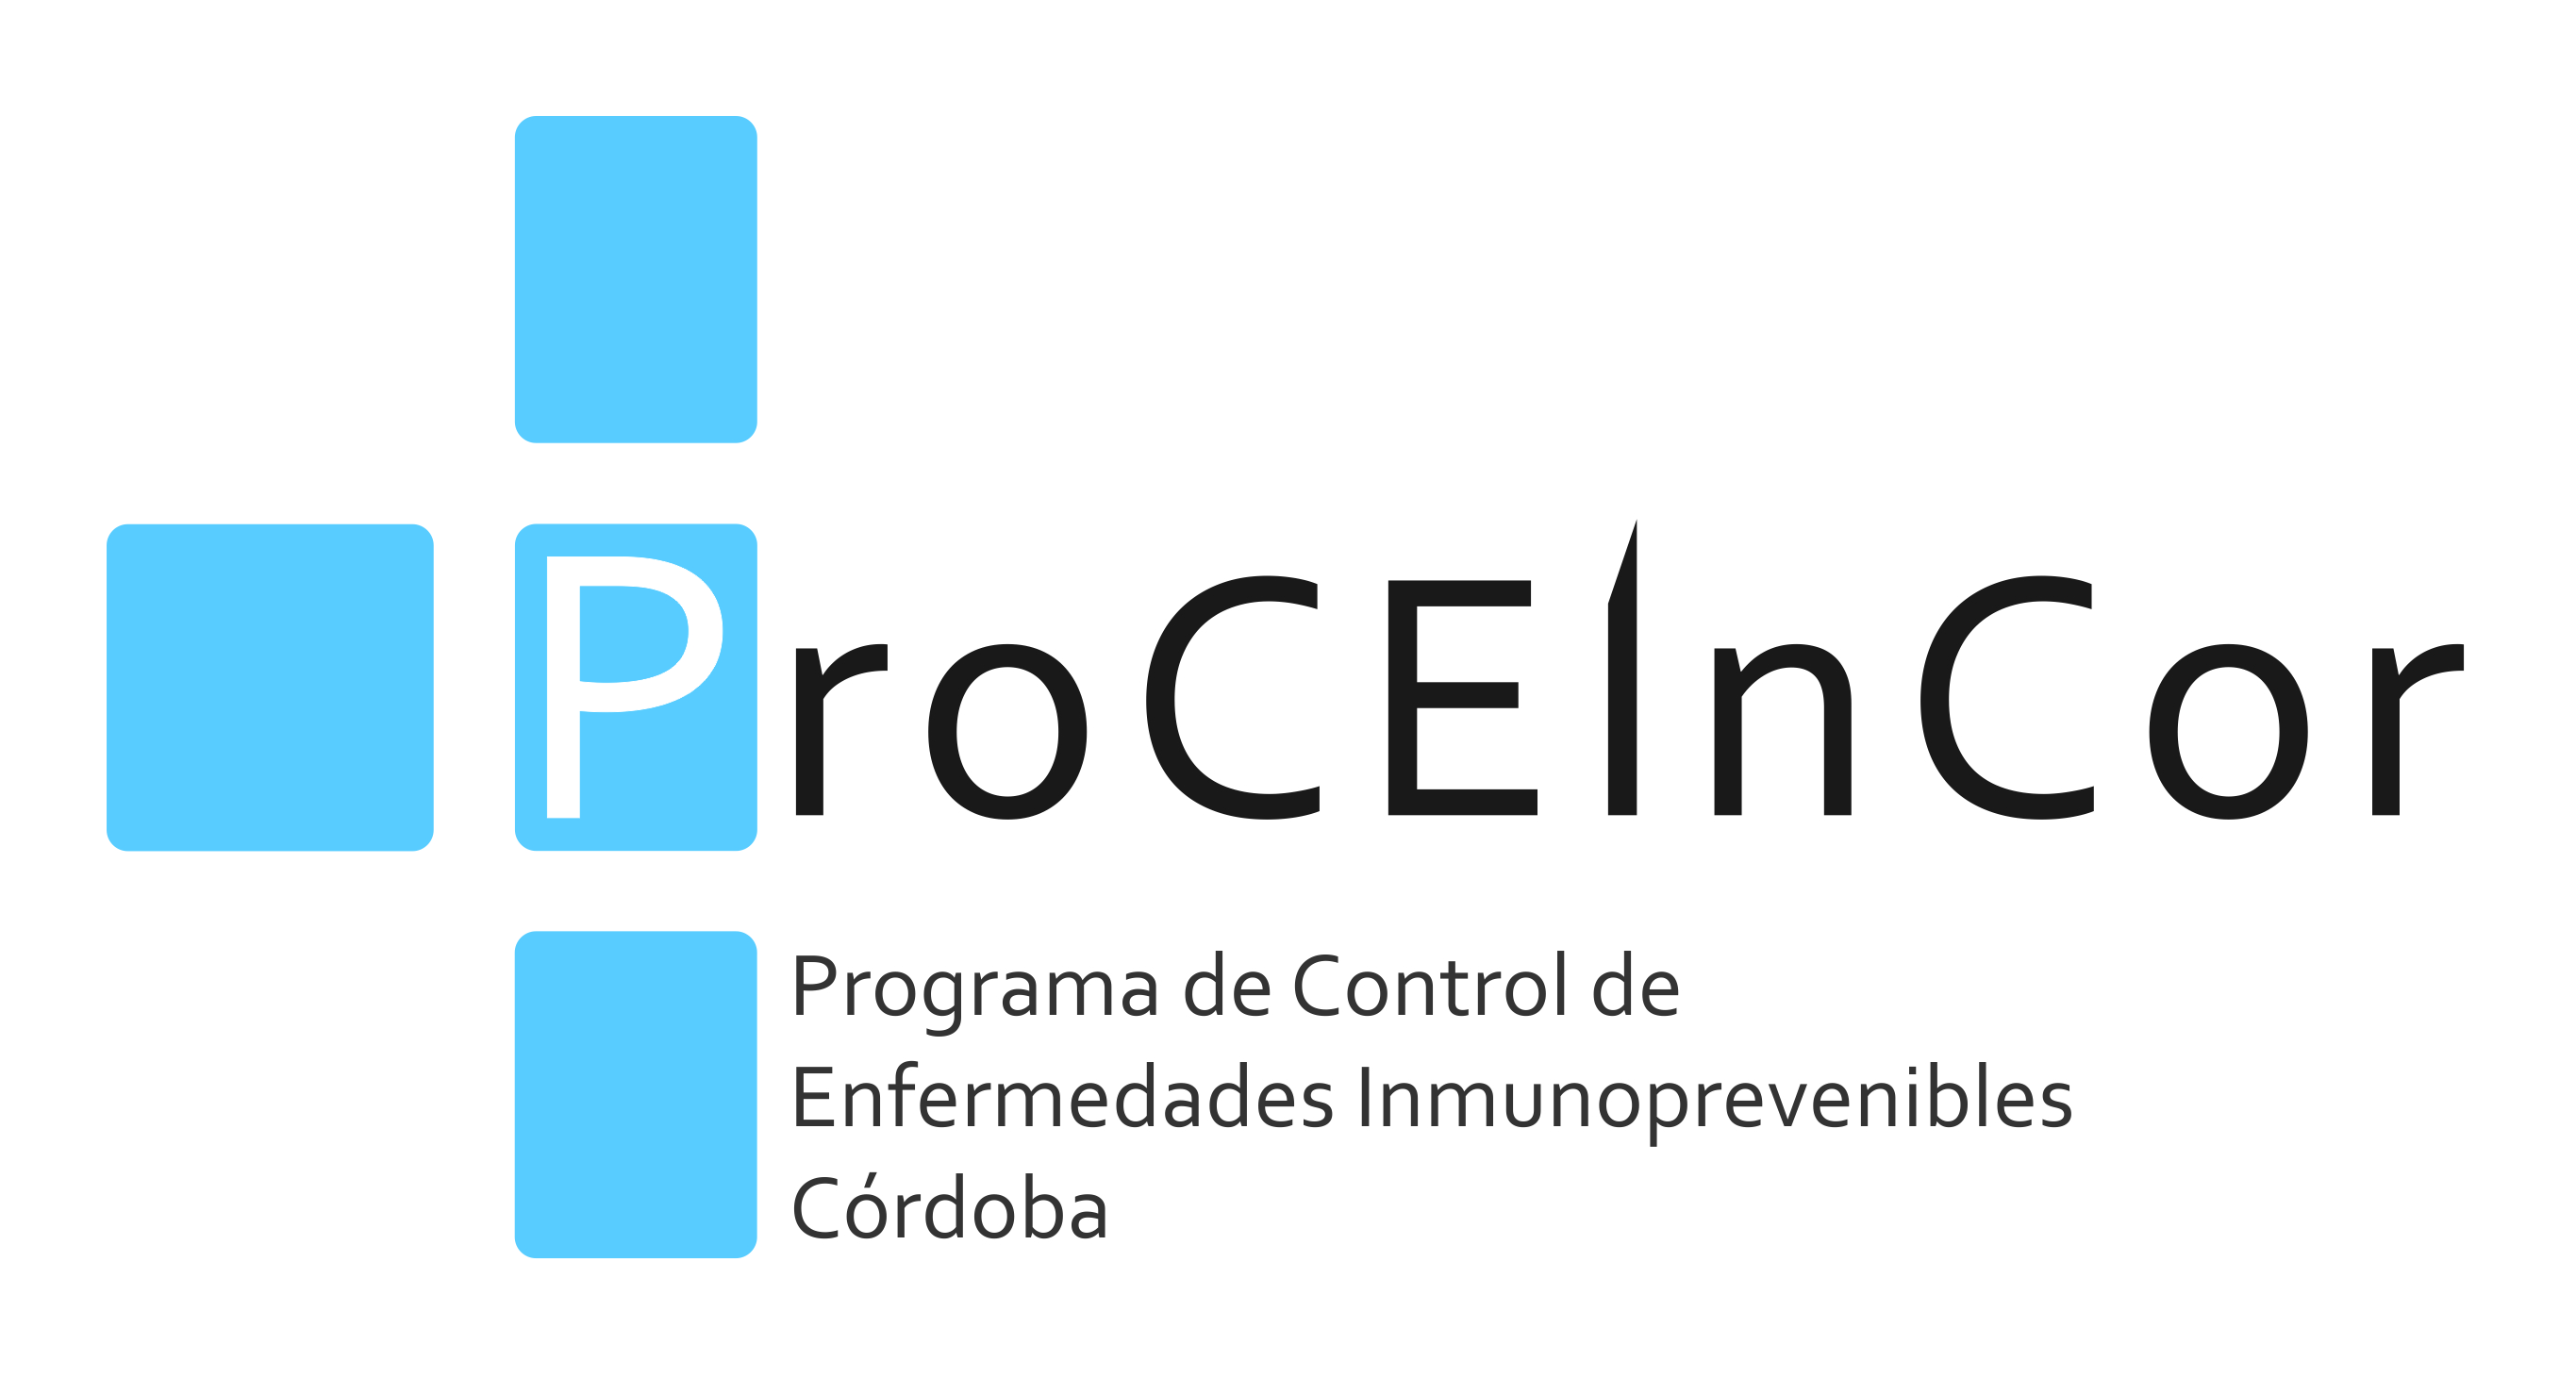 ProCEInCor
Programa de Control de
Enfermedades Inmunoprevenibles
Córdoba